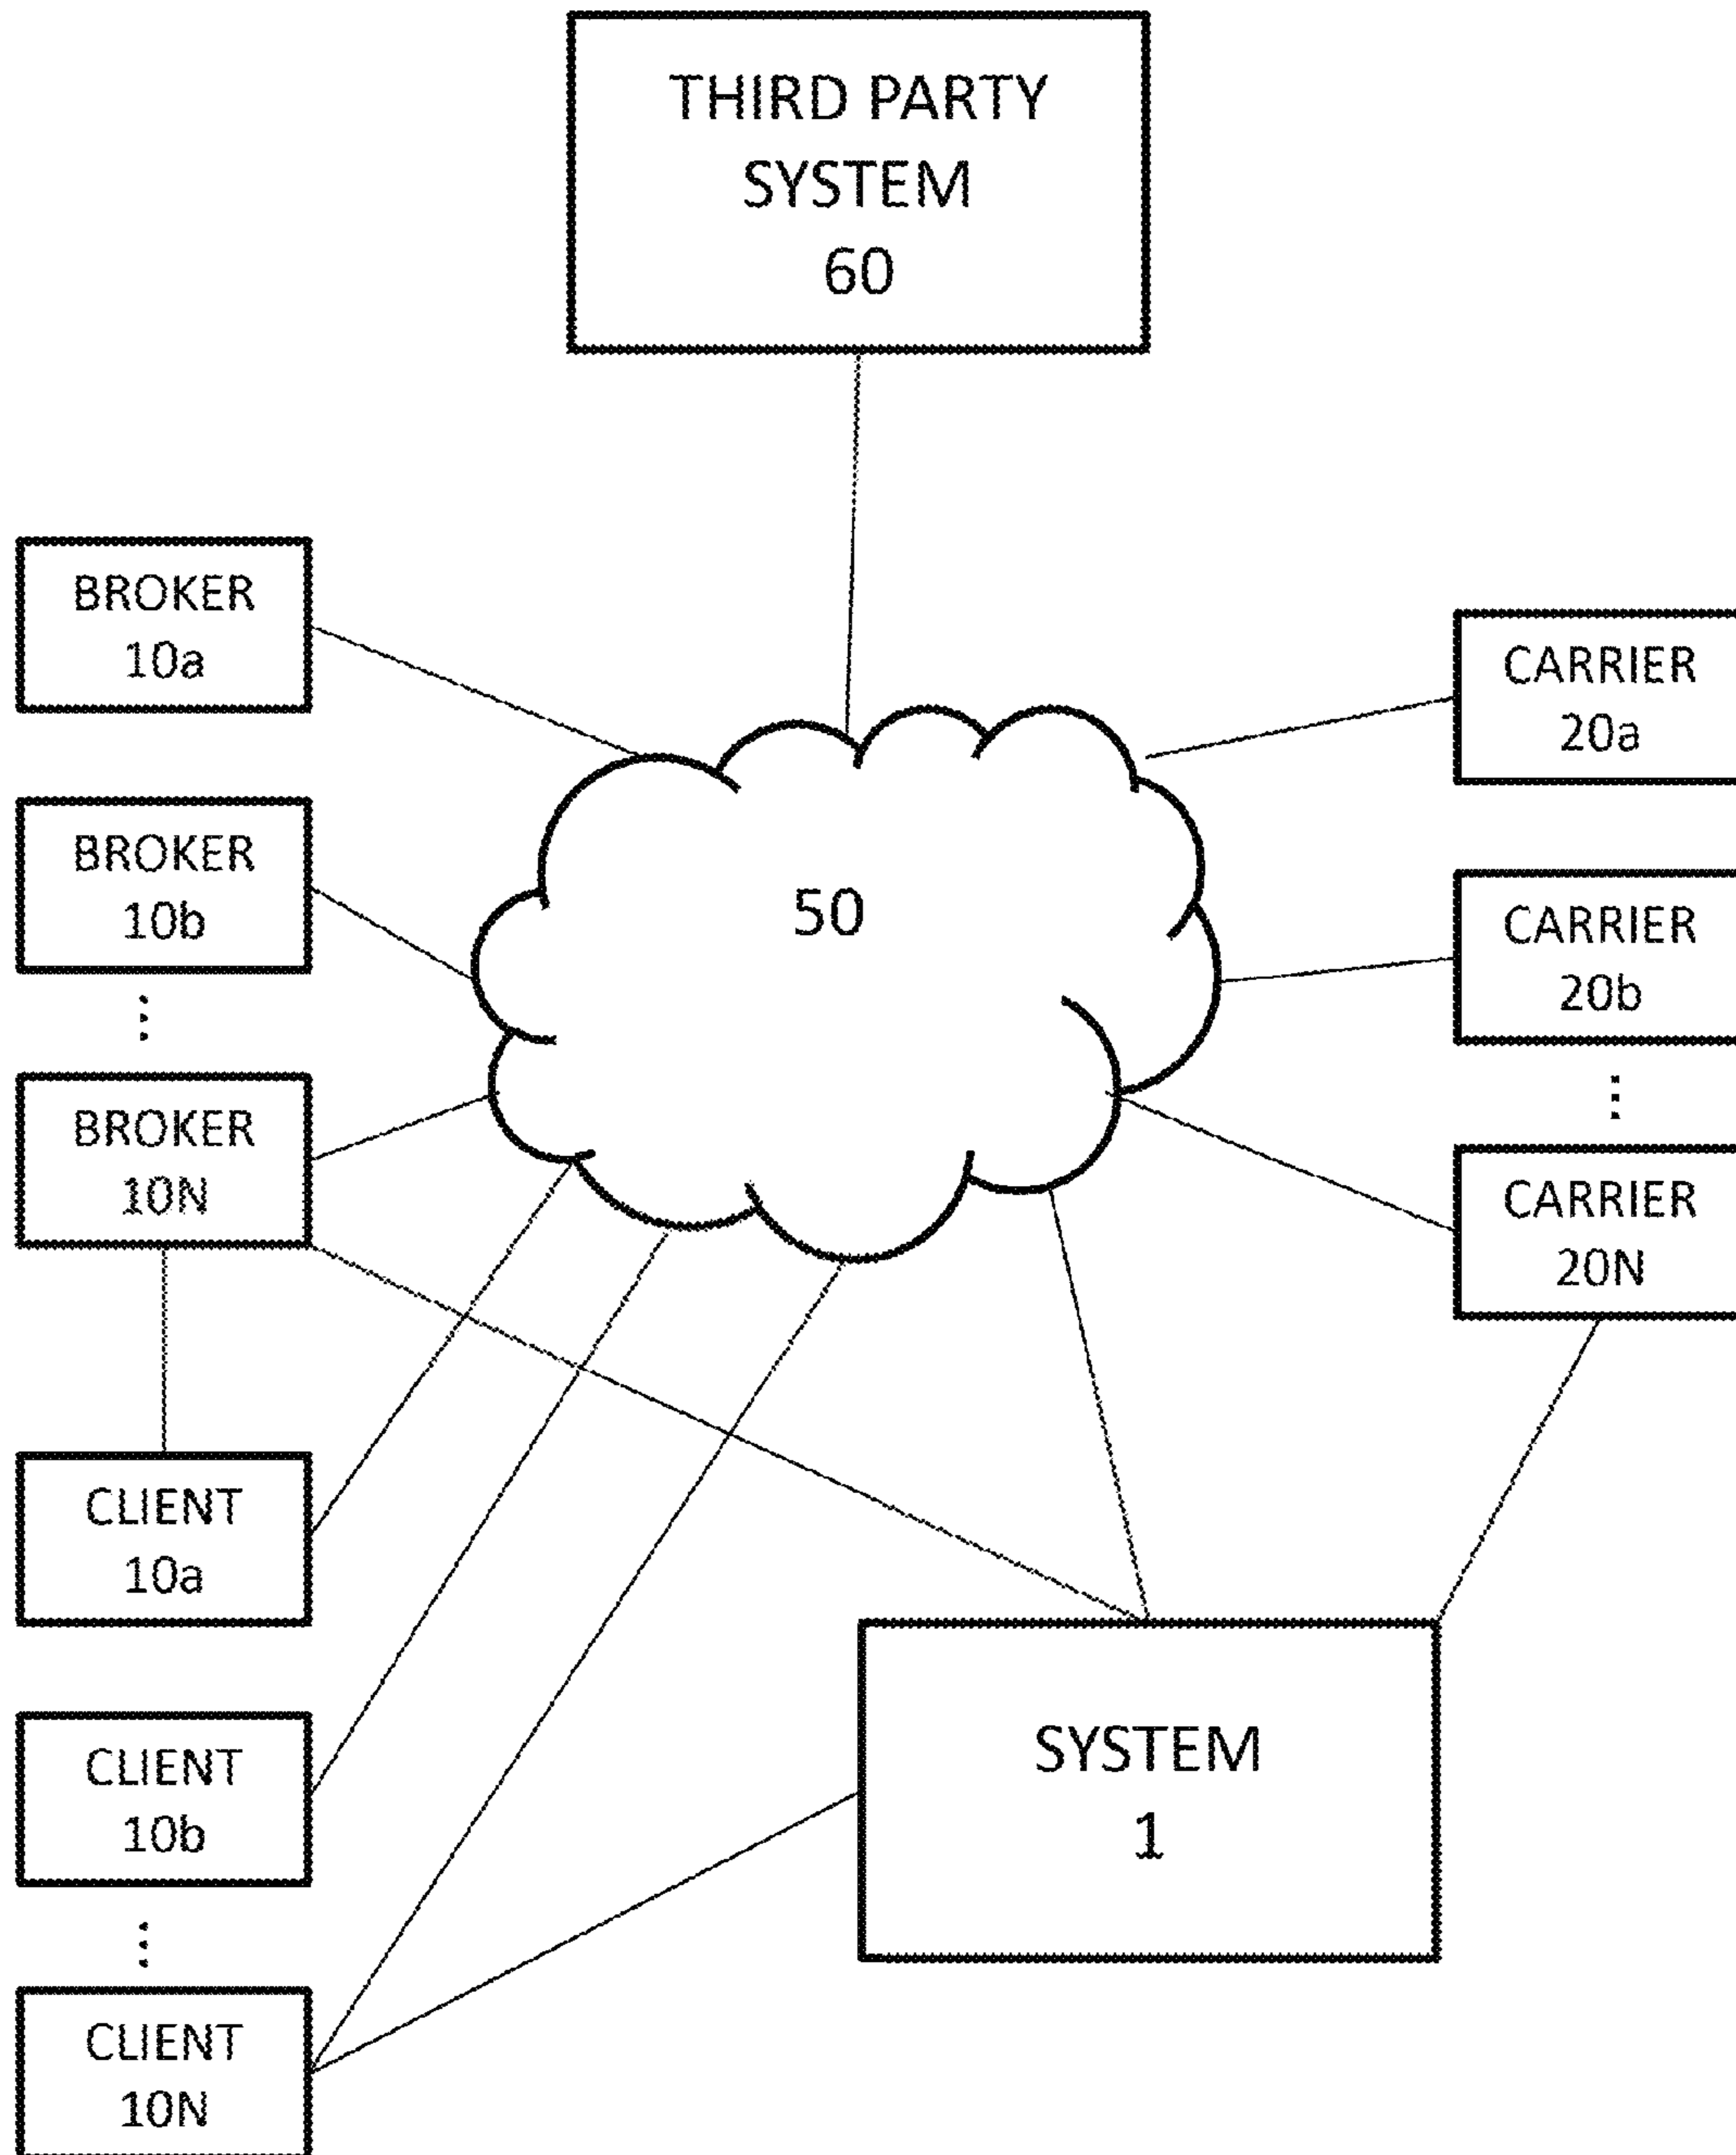 THIRD PARTY
SYSTEM
60
BROKER
10a
BROKER
10b
⋮
BROKER
10N
CLIENT
10a
CLIENT
10b
⋮
CLIENT
10N
50
CARRIER
20a
CARRIER
20b
⋮
CARRIER
20N
SYSTEM
1